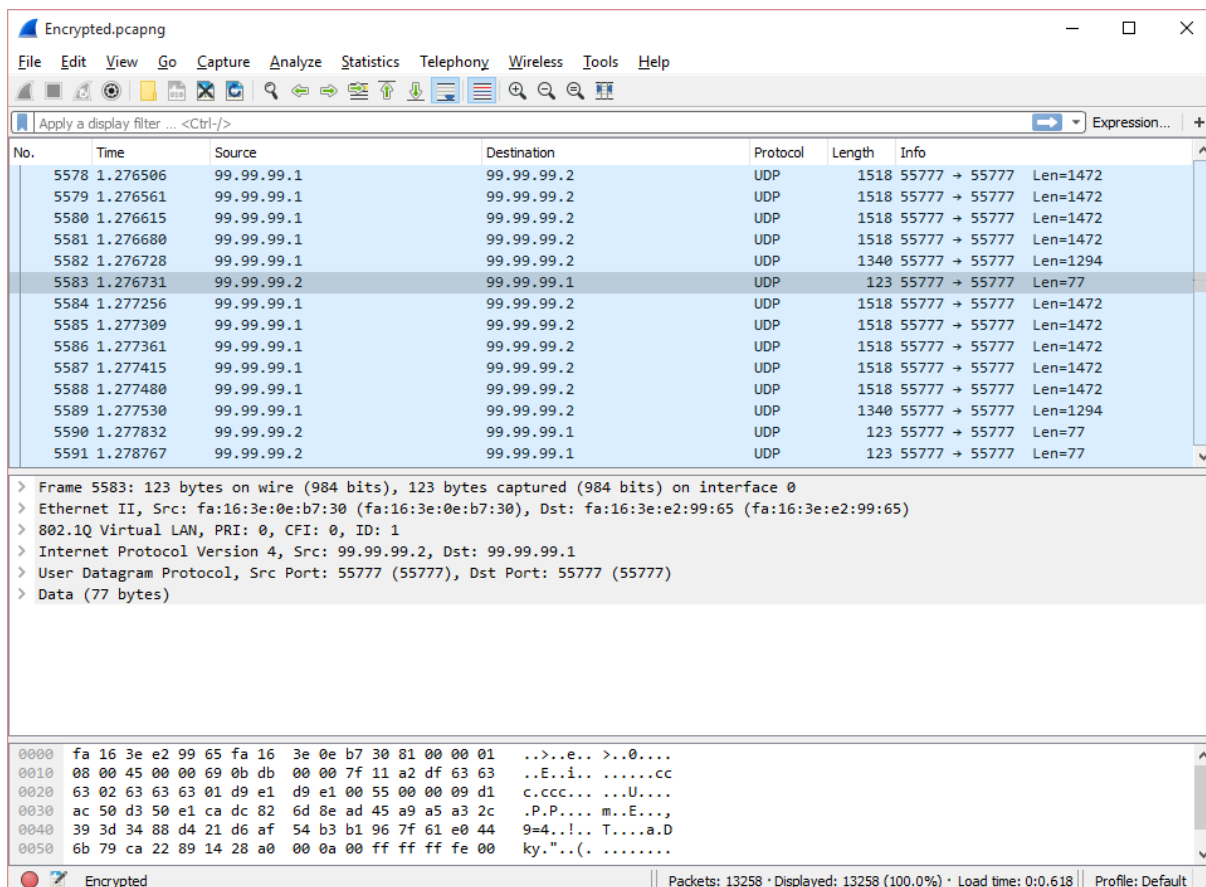 Encrypted.pcapng
File Edit View Go Capture Analyze Statistics Telephony Wireless Tools Help
Apply a display filter ... <Ctrl-/> Expression... +
No. Time Source Destination Protocol Length Info
5578 1.276506 99.99.99.1 99.99.99.2 UDP 1518 55777 → 55777 Len=1472
5579 1.276561 99.99.99.1 99.99.99.2 UDP 1518 55777 → 55777 Len=1472
5580 1.276615 99.99.99.1 99.99.99.2 UDP 1518 55777 → 55777 Len=1472
5581 1.276680 99.99.99.1 99.99.99.2 UDP 1518 55777 → 55777 Len=1472
5582 1.276728 99.99.99.1 99.99.99.2 UDP 1340 55777 → 55777 Len=1294
5583 1.276731 99.99.99.2 99.99.99.1 UDP 123 55777 → 55777 Len=77
5584 1.277256 99.99.99.1 99.99.99.2 UDP 1518 55777 → 55777 Len=1472
5585 1.277309 99.99.99.1 99.99.99.2 UDP 1518 55777 → 55777 Len=1472
5586 1.277361 99.99.99.1 99.99.99.2 UDP 1518 55777 → 55777 Len=1472
5587 1.277415 99.99.99.1 99.99.99.2 UDP 1518 55777 → 55777 Len=1472
5588 1.277480 99.99.99.1 99.99.99.2 UDP 1518 55777 → 55777 Len=1472
5589 1.277530 99.99.99.1 99.99.99.2 UDP 1340 55777 → 55777 Len=1294
5590 1.277832 99.99.99.2 99.99.99.1 UDP 123 55777 → 55777 Len=77
5591 1.278767 99.99.99.2 99.99.99.1 UDP 123 55777 → 55777 Len=77
> Frame 5583: 123 bytes on wire (984 bits), 123 bytes captured (984 bits) on interface 0
> Ethernet II, Src: fa:16:3e:0e:b7:30 (fa:16:3e:0e:b7:30), Dst: fa:16:3e:e2:99:65 (fa:16:3e:e2:99:65)
> 802.1Q Virtual LAN, PRI: 0, CFI: 0, ID: 1
> Internet Protocol Version 4, Src: 99.99.99.2, Dst: 99.99.99.1
> User Datagram Protocol, Src Port: 55777 (55777), Dst Port: 55777 (55777)
> Data (77 bytes)
0000 fa 16 3e e2 99 65 fa 16 3e 0e b7 30 81 00 00 01 ..>..e.. >..0....
0010 08 00 45 00 00 69 0b db 00 00 7f 11 a2 df 63 63 ..E..i.. ......cc
0020 63 02 63 63 63 01 d9 e1 d9 e1 00 55 00 00 09 d1 c.ccc... ...U....
0030 ac 50 d3 50 e1 ca dc 82 6d 8e ad 45 a9 a5 a3 2c .P.P.... m..E...,
0040 39 3d 34 88 d4 21 d6 af 54 b3 b1 96 7f 61 e0 44 9=4..!.. T....a.D
0050 6b 79 ca 22 89 14 28 a0 00 0a 00 ff ff ff fe 00 ky."..(. ........
Encrypted Packets: 13258 · Displayed: 13258 (100.0%) · Load time: 0:0.618 Profile: Default